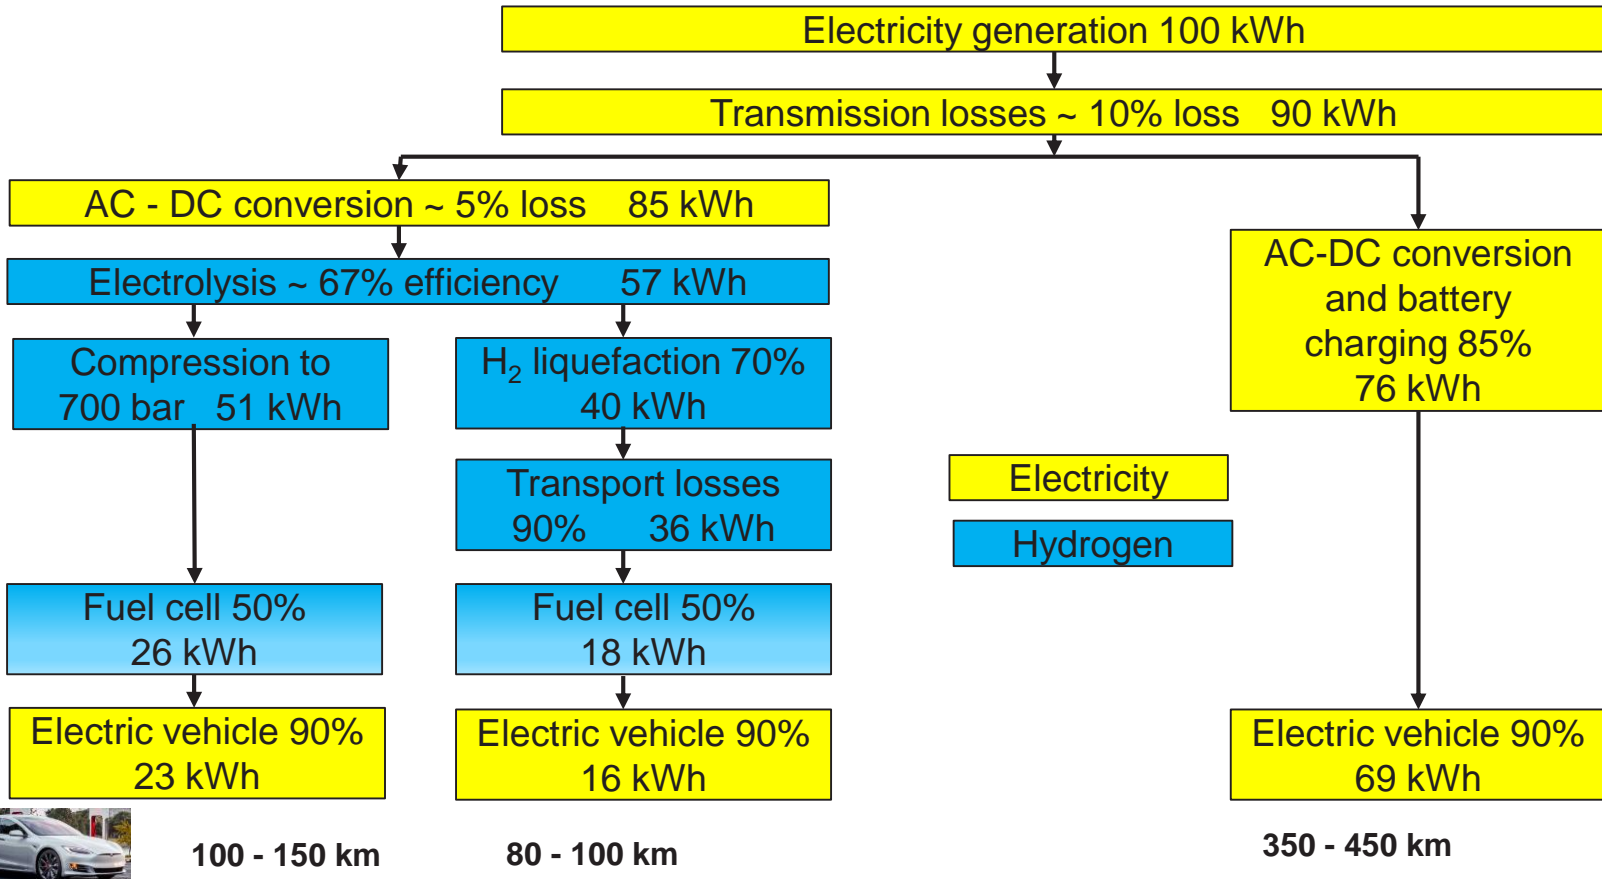 Electricity generation 100 kWh
Transmission losses ~ 10% loss 90 kWh
AC - DC conversion ~ 5% loss 85 kWh
Electrolysis ~ 67% efficiency 57 kWh
Compression to
700 bar 51 kWh
Fuel cell 50%
26 kWh
Electric vehicle 90%
23 kWh
100 - 150 km
H₂ liquefaction 70%
40 kWh
Transport losses
90% 36 kWh
Fuel cell 50%
18 kWh
Electric vehicle 90%
16 kWh
80 - 100 km
AC-DC conversion
and battery
charging 85%
76 kWh
Electric vehicle 90%
69 kWh
350 - 450 km
Electricity
Hydrogen